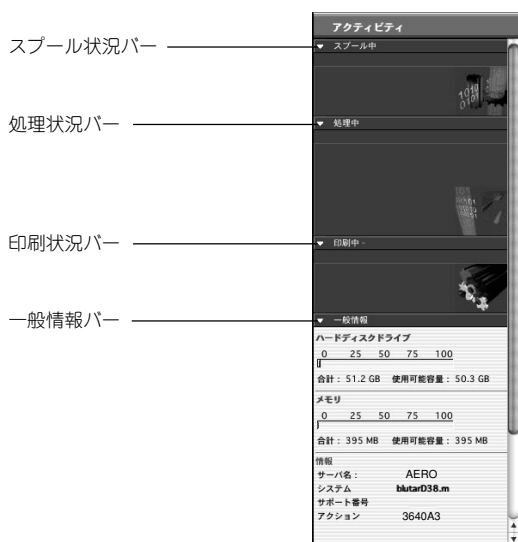 アクティビティ
スプール状況バー
スプール中
1010
0101
処理状況バー
処理中
印刷状況バー
印刷中 -
一般情報バー
一般情報
ハードディスクドライブ
0 25 50 75 100
合計： 51.2 GB 使用可能容量： 50.3 GB
メモリ
0 25 50 75 100
合計： 395 MB 使用可能容量： 395 MB
情報
サーバ名： AERO
システム blutarD38.m
サポート番号
アクション 3640A3